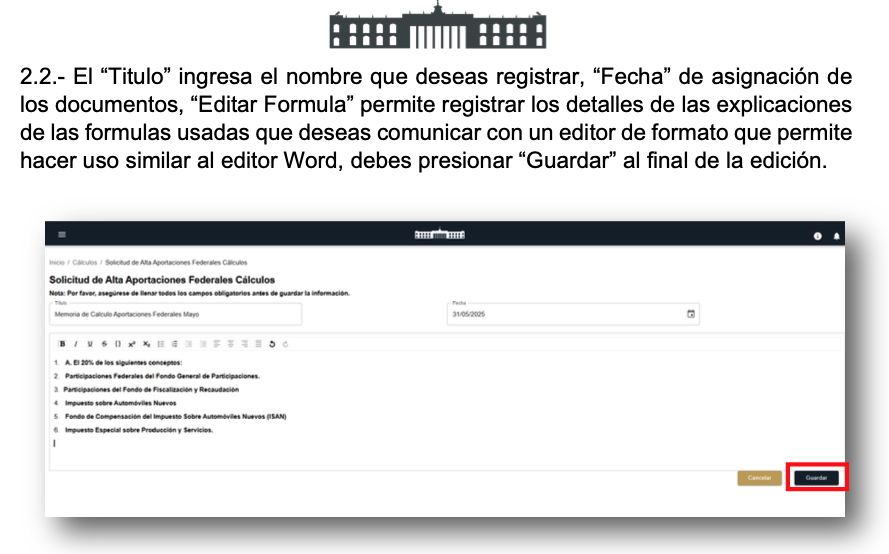 2.2.- El “Titulo” ingresa el nombre que deseas registrar, “Fecha” de asignación de
los documentos, “Editar Formula” permite registrar los detalles de las explicaciones
de las formulas usadas que deseas comunicar con un editor de formato que permite
hacer uso similar al editor Word, debes presionar “Guardar” al final de la edición.
Inicio / Cálculos / Solicitud de Alta Aportaciones Federales Cálculos
Solicitud de Alta Aportaciones Federales Cálculos
Nota: Por favor, asegúrese de llenar todos los campos obligatorios antes de guardar la información.
Titulo Fecha
Memoria de Calculo Aportaciones Federales Mayo 31/05/2025
B I U S {} x² X₂
1. A. El 20% de los siguientes conceptos:
2. Participaciones Federales del Fondo General de Participaciones.
3. Participaciones del Fondo de Fiscalización y Recaudación
4. Impuesto sobre Automóviles Nuevos
5. Fondo de Compensación del Impuesto Sobre Automóviles Nuevos (ISAN)
6. Impuesto Especial sobre Producción y Servicios.
Cancelar Guardar